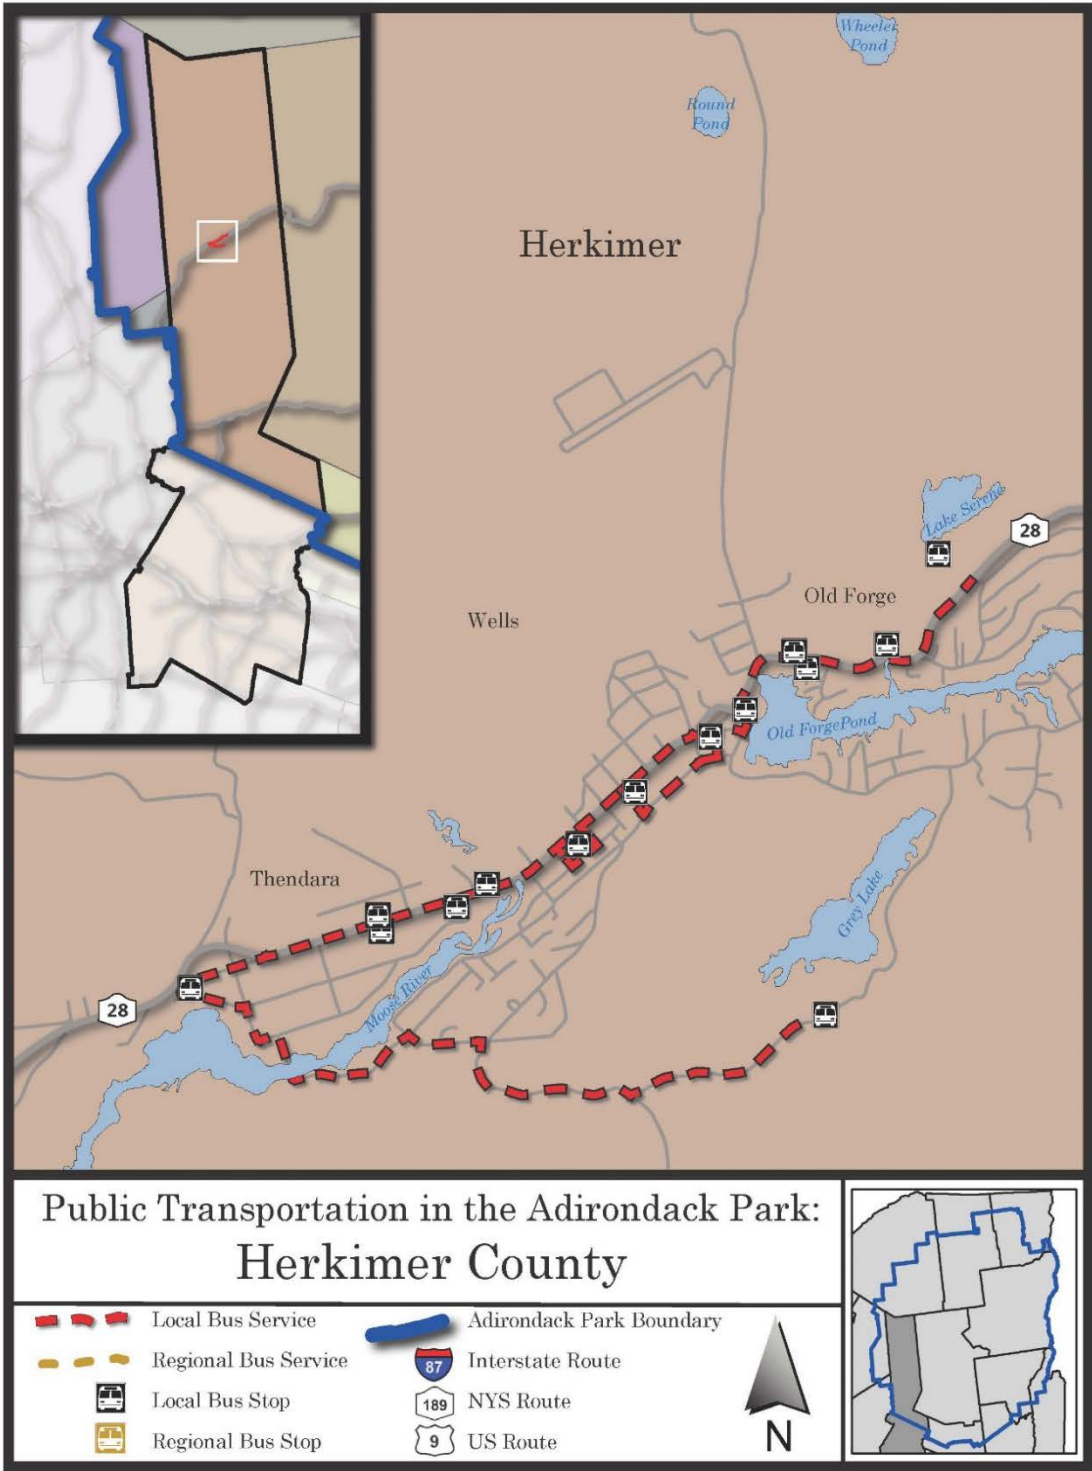 Wheeler
Pond
Round
Pond
Herkimer
Lake Serene
28
Wells
Old Forge
Old ForgePond
Thendara
Grey Lake
Moose River
28
Public Transportation in the Adirondack Park:
Herkimer County
Local Bus Service
Regional Bus Service
Local Bus Stop
Regional Bus Stop
Adirondack Park Boundary
87 Interstate Route
189 NYS Route
9 US Route
N